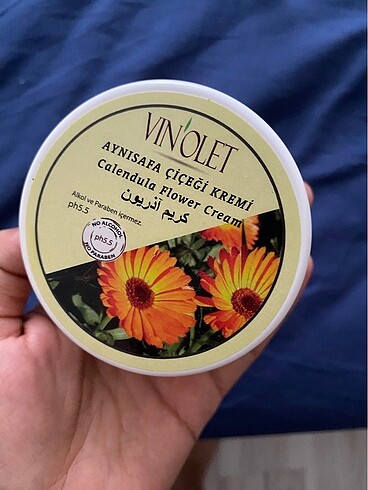 VIN'OLET
AYNISAFA ÇİÇEĞİ KREMİ
Calendula Flower Cream
كريم آذريون
Alkol ve Paraben İçermez.
ph5.5
NO ALCOHOL
ph5.5
NO PARABEN